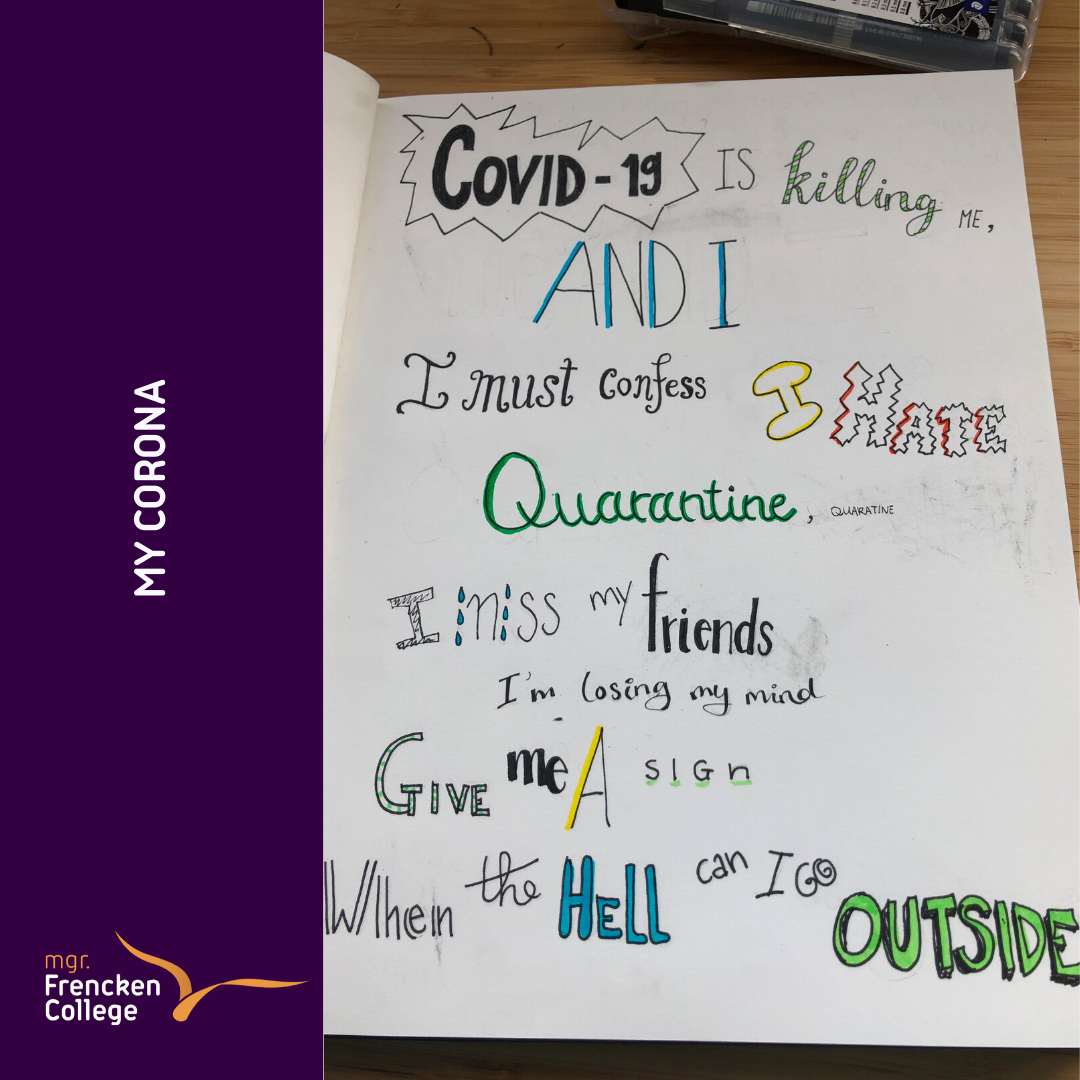 MY CORONA
mgr.
Frencken
College
COVID-19 IS killing ME,
AND I
I must confess I HATE
Quarantine, QUARATINE
I miss my friends
I'm losing my mind
GIVE me A SIGn
When the HELL can I GO OUTSIDE